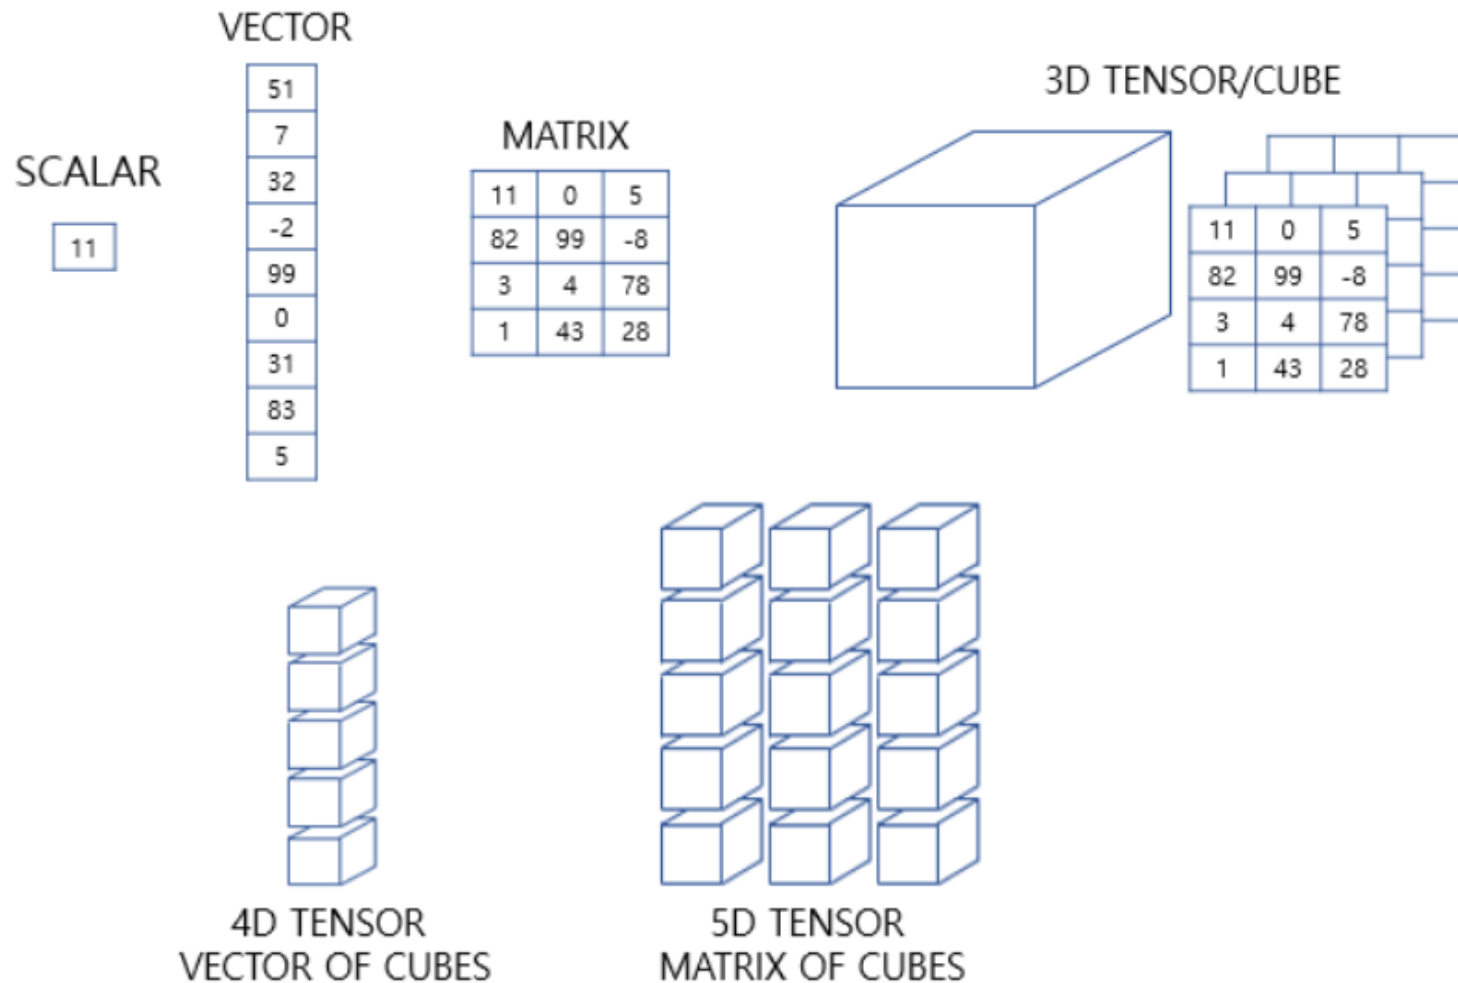 SCALAR
11
VECTOR
51
7
32
-2
99
0
31
83
5
MATRIX
11 0 5
82 99 -8
3 4 78
1 43 28
3D TENSOR/CUBE
11 0 5
82 99 -8
3 4 78
1 43 28
4D TENSOR
VECTOR OF CUBES
5D TENSOR
MATRIX OF CUBES